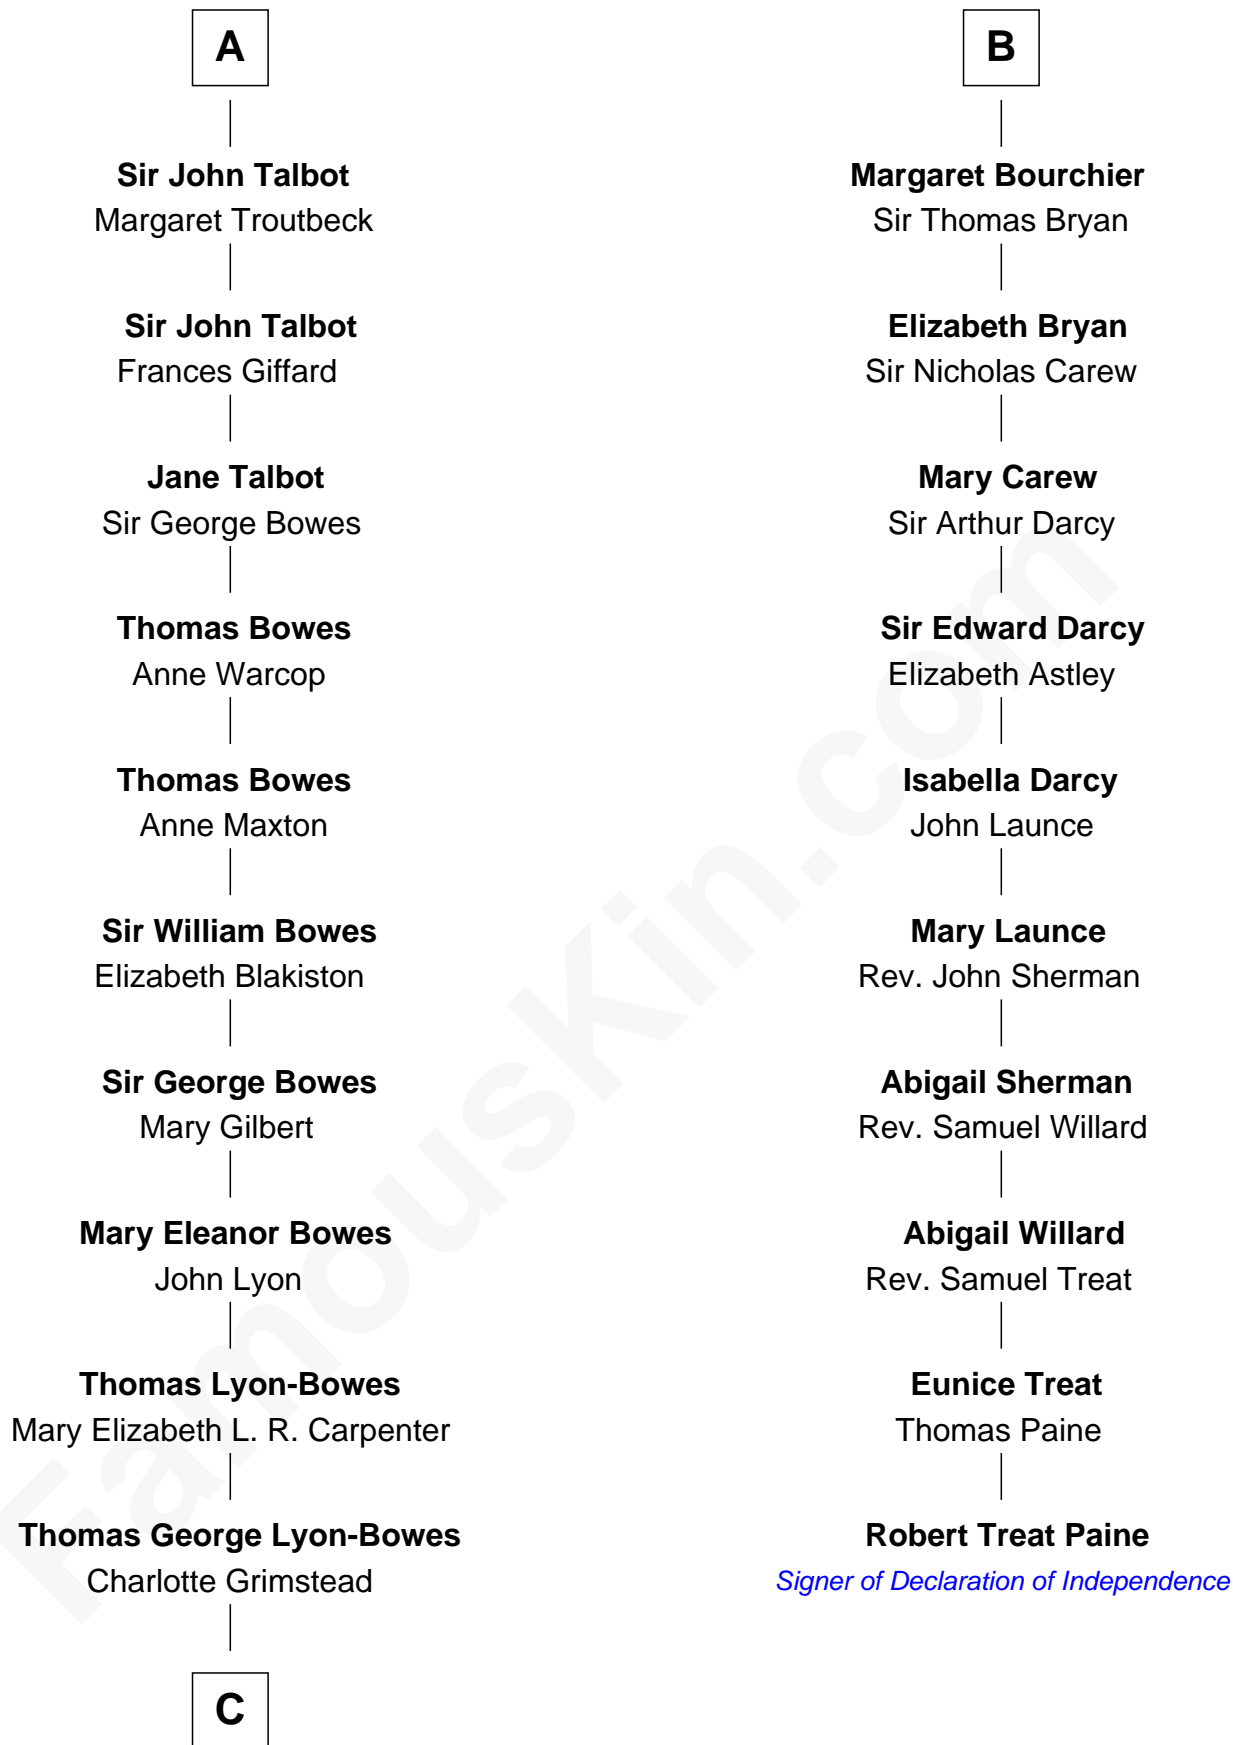 A
Sir John Talbot
Margaret Troutbeck
Sir John Talbot
Frances Giffard
Jane Talbot
Sir George Bowes
Thomas Bowes
Anne Warcop
Thomas Bowes
Anne Maxton
Sir William Bowes
Elizabeth Blakiston
Sir George Bowes
Mary Gilbert
Mary Eleanor Bowes
John Lyon
Thomas Lyon-Bowes
Mary Elizabeth L. R. Carpenter
Thomas George Lyon-Bowes
Charlotte Grimstead
C
B
Margaret Bourchier
Sir Thomas Bryan
Elizabeth Bryan
Sir Nicholas Carew
Mary Carew
Sir Arthur Darcy
Sir Edward Darcy
Elizabeth Astley
Isabella Darcy
John Launce
Mary Launce
Rev. John Sherman
Abigail Sherman
Rev. Samuel Willard
Abigail Willard
Rev. Samuel Treat
Eunice Treat
Thomas Paine
Robert Treat Paine
Signer of Declaration of Independence
FamousKin.com